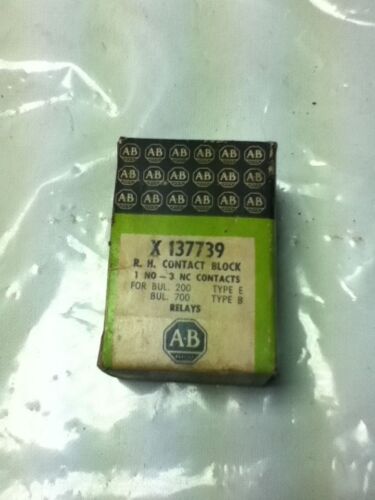 AB AB AB AB AB AB
AB AB AB AB AB AB
AB AB AB AB AB AB
X 137739
R. H. CONTACT BLOCK
1 NO – 3 NC CONTACTS
FOR BUL. 200 TYPE E
BUL. 700 TYPE B
RELAYS
A-B